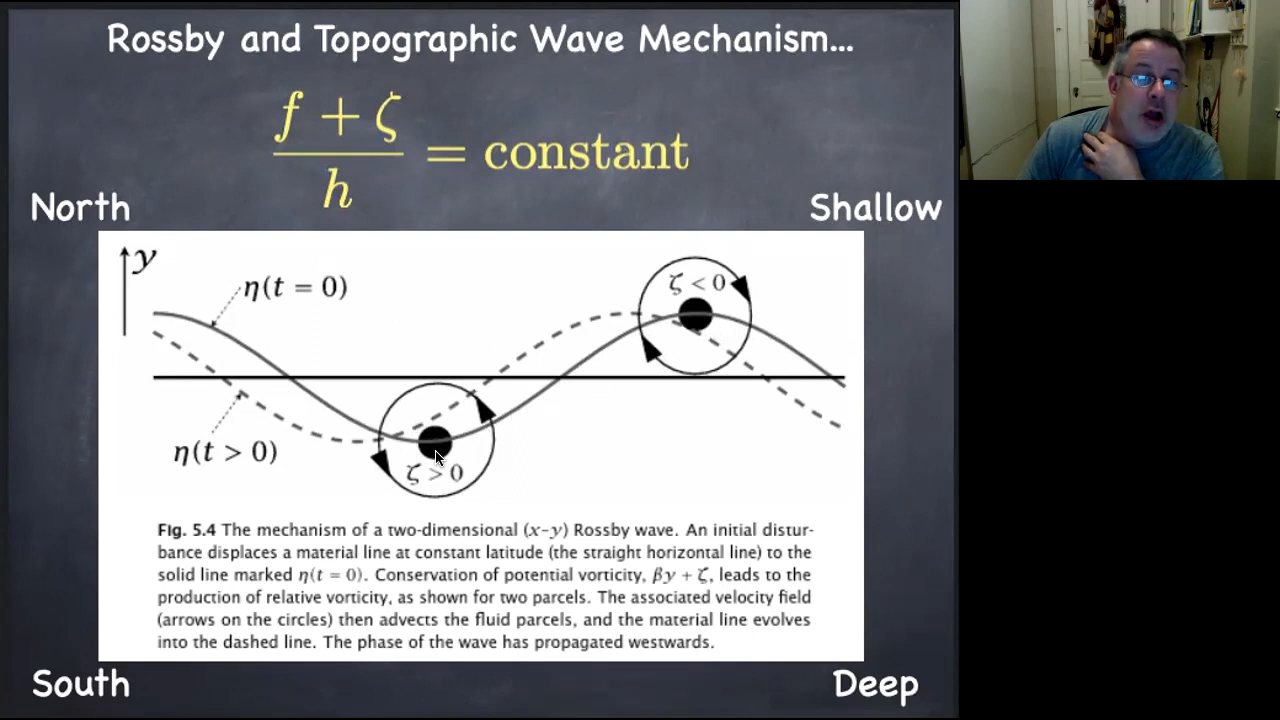 Rossby and Topographic Wave Mechanism...
f + ζ
h
= constant
North
Shallow
y
η(t = 0)
ζ < 0
η(t > 0)
ζ > 0
Fig. 5.4 The mechanism of a two-dimensional (x–y) Rossby wave. An initial distur-
bance displaces a material line at constant latitude (the straight horizontal line) to the
solid line marked η(t = 0). Conservation of potential vorticity, βy + ζ, leads to the
production of relative vorticity, as shown for two parcels. The associated velocity field
(arrows on the circles) then advects the fluid parcels, and the material line evolves
into the dashed line. The phase of the wave has propagated westwards.
South
Deep